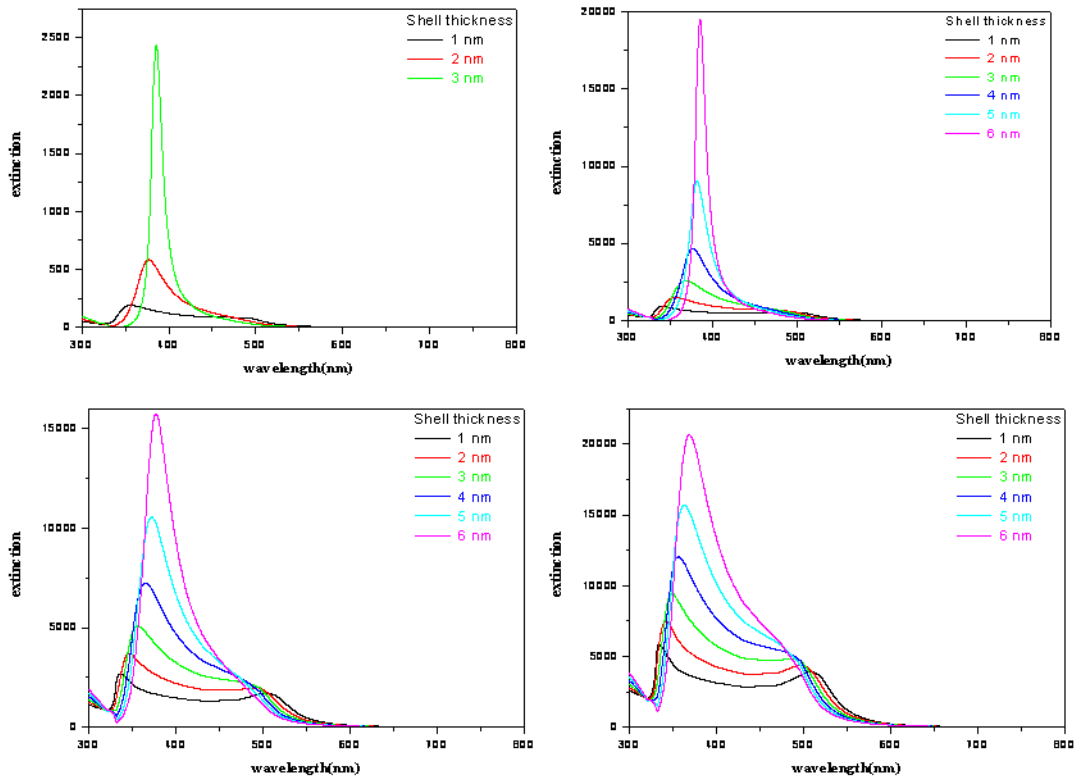 Shell thickness
1 nm
2 nm
3 nm
2500
2000
1500
1000
500
0
extinction
300 400 500 600 700 800
wavelength(nm)
Shell thickness
1 nm
2 nm
3 nm
4 nm
5 nm
6 nm
20000
15000
10000
5000
0
extinction
300 400 500 600 700 800
wavelength(nm)
Shell thickness
1 nm
2 nm
3 nm
4 nm
5 nm
6 nm
15000
10000
5000
0
extinction
300 400 500 600 700 800
wavelength(nm)
Shell thickness
1 nm
2 nm
3 nm
4 nm
5 nm
6 nm
20000
15000
10000
5000
0
extinction
300 400 500 600 700 800
wavelength(nm)